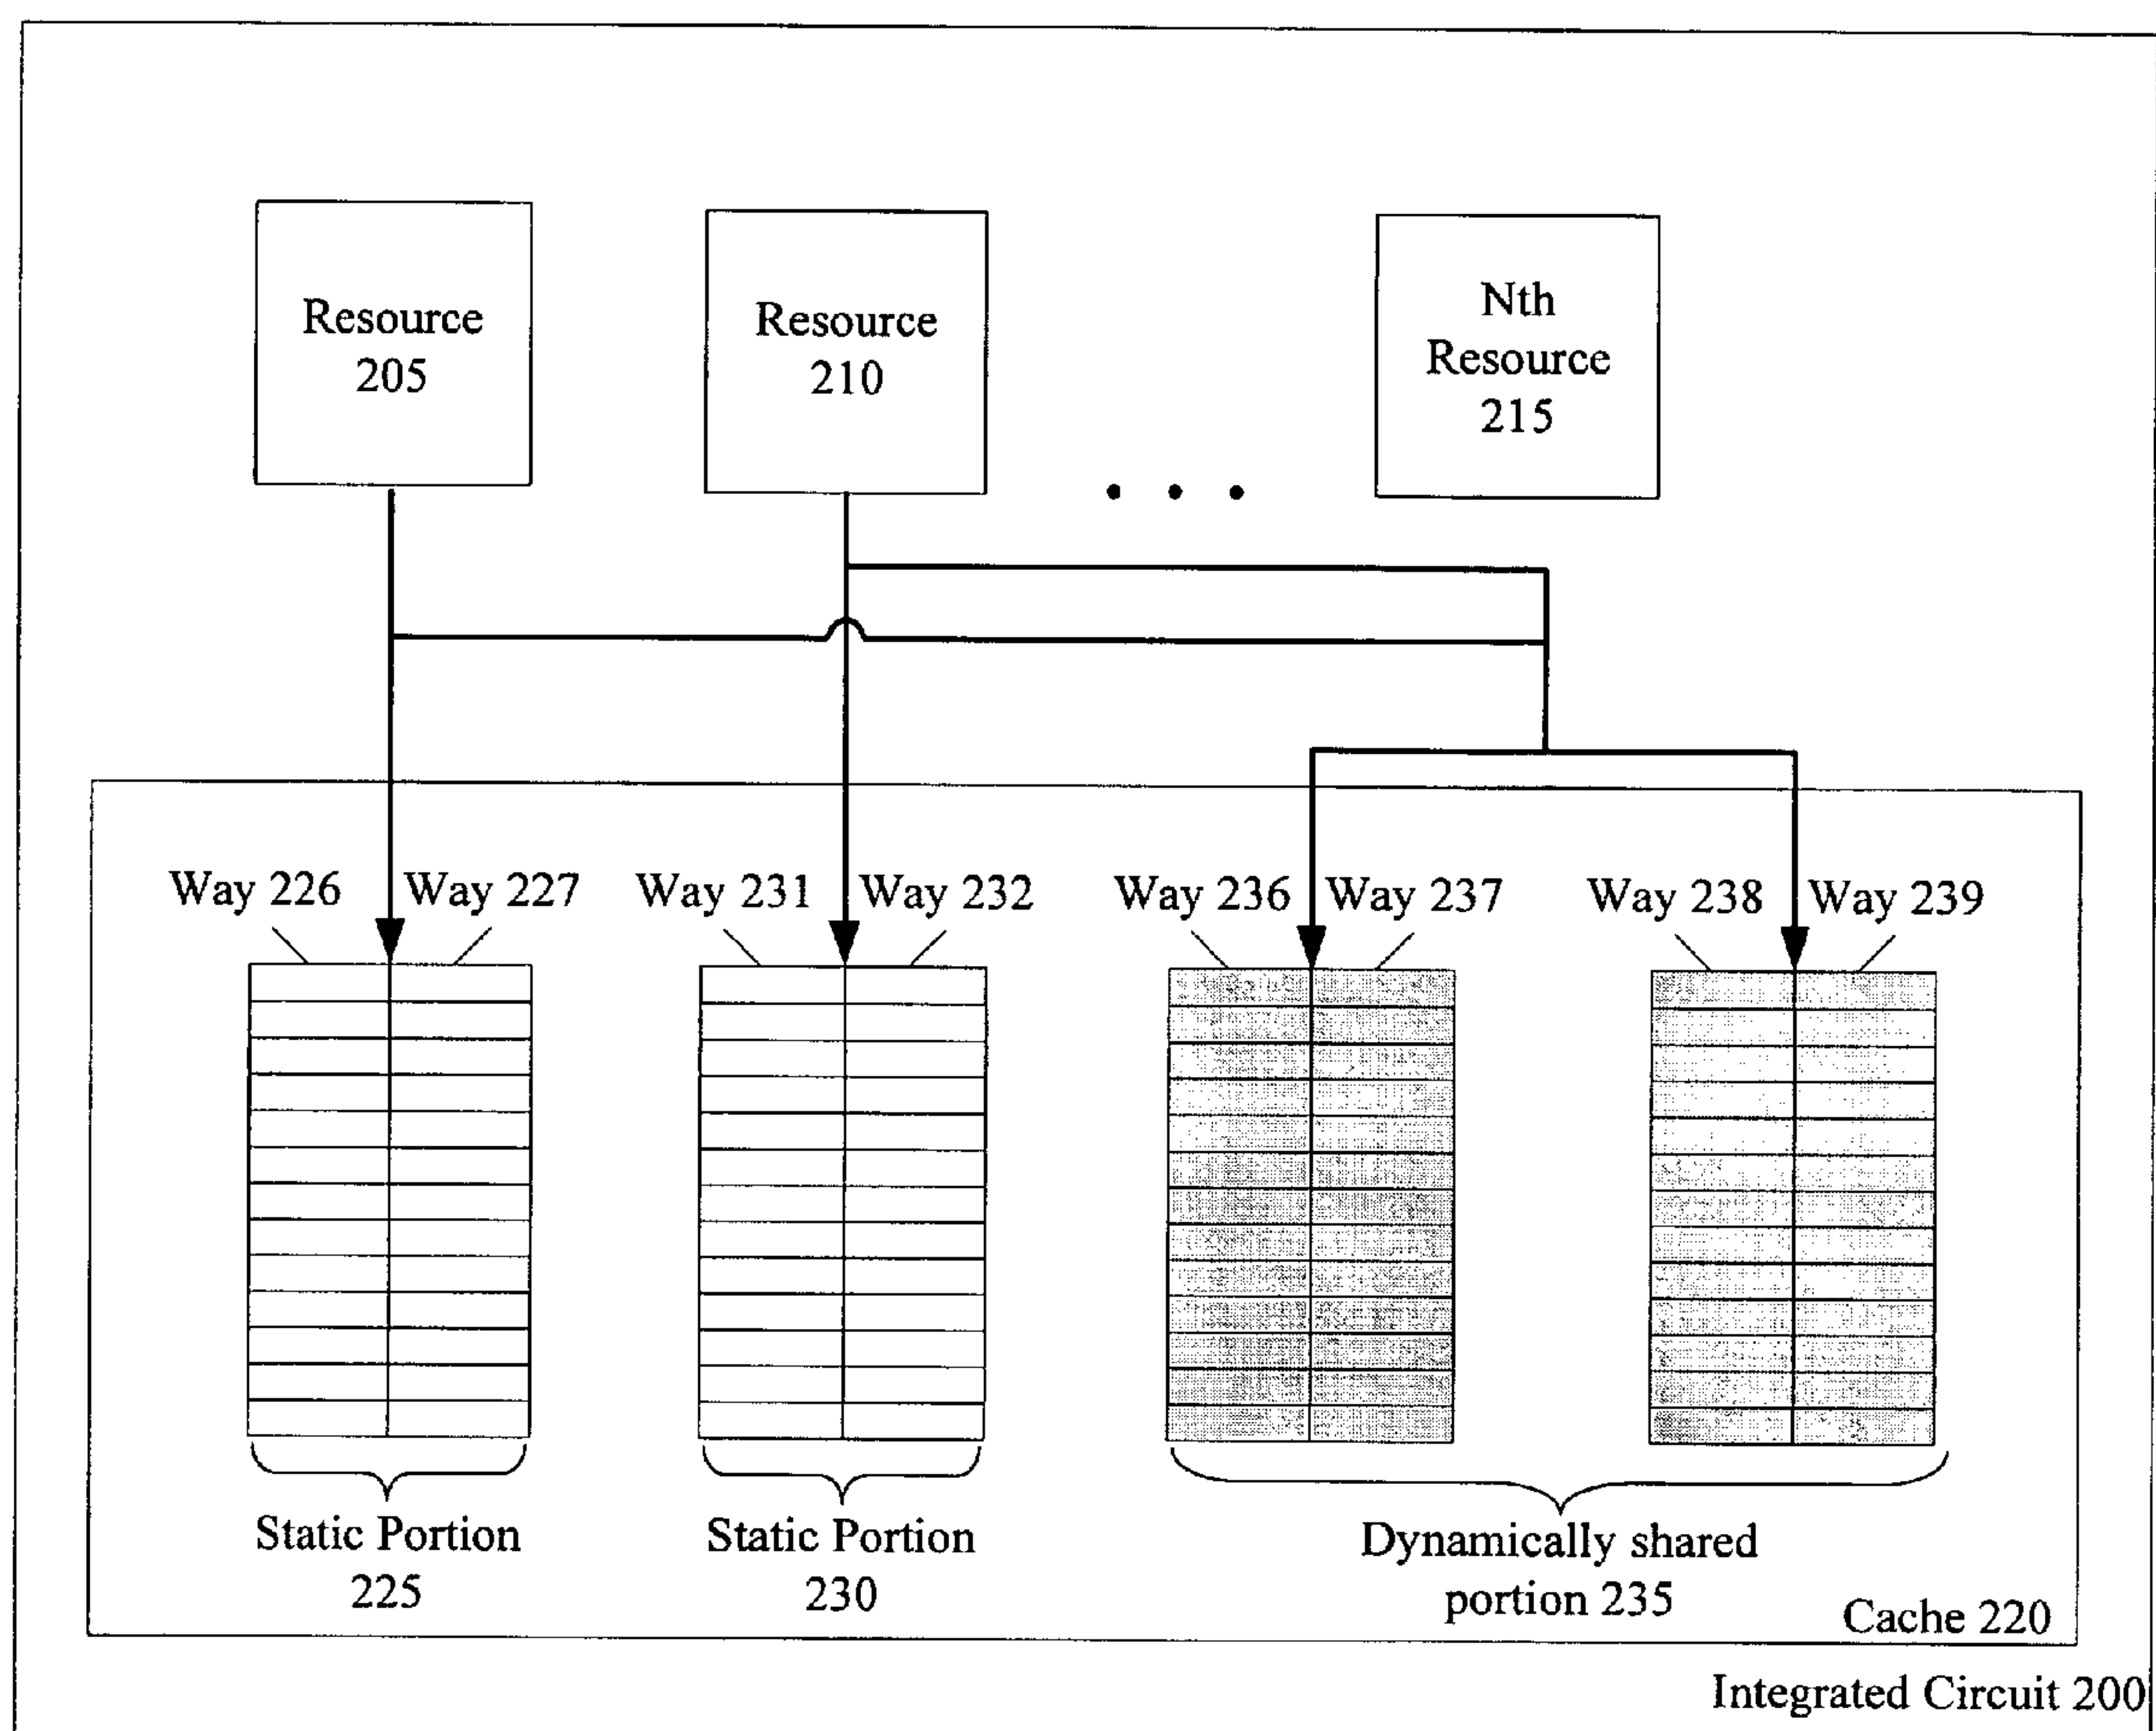 Resource
205
Resource
210
Nth
Resource
215
. . .
Way 226
Way 227
Way 231
Way 232
Way 236
Way 237
Way 238
Way 239
Static Portion
225
Static Portion
230
Dynamically shared
portion 235
Cache 220
Integrated Circuit 200